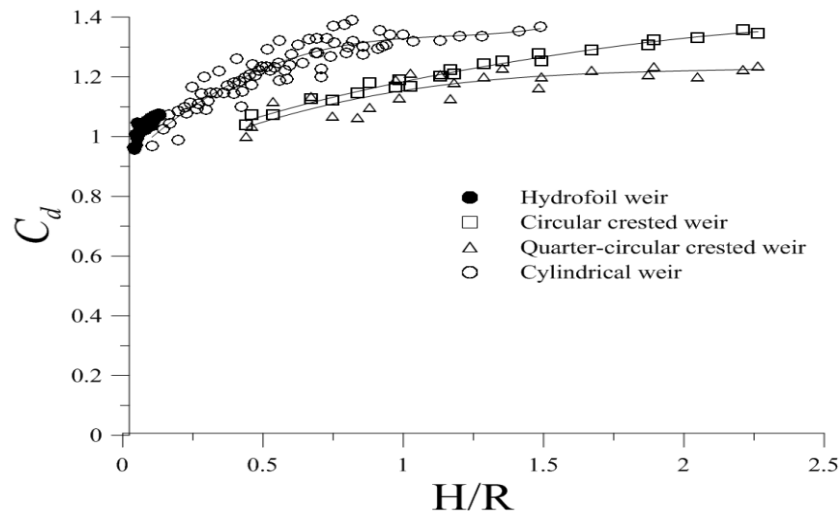 1.4
1.2
1
0.8
0.6
0.4
0.2
0
C_d
Hydrofoil weir
Circular crested weir
Quarter-circular crested weir
Cylindrical weir
0 0.5 1 1.5 2 2.5
H/R